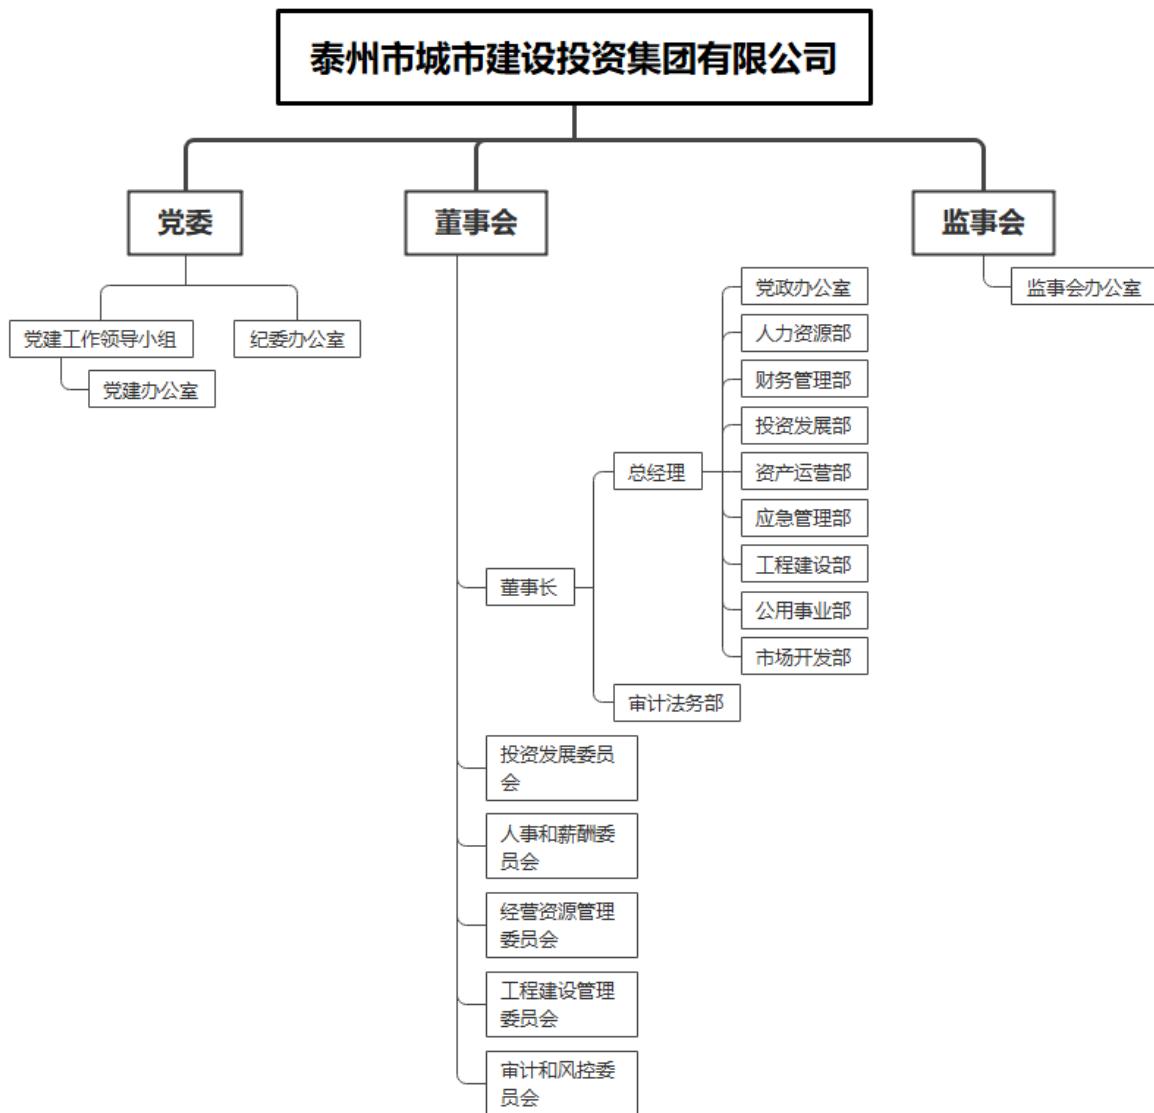 泰州市城市建设投资集团有限公司
党委
董事会
监事会
党建工作领导小组
纪委办公室
党建办公室
监事会办公室
党政办公室
人力资源部
财务管理部
投资发展部
总经理
资产运营部
应急管理部
工程建设部
董事长
公用事业部
市场开发部
审计法务部
投资发展委员
会
人事和薪酬委
员会
经营资源管理
委员会
工程建设管理
委员会
审计和风控委
员会